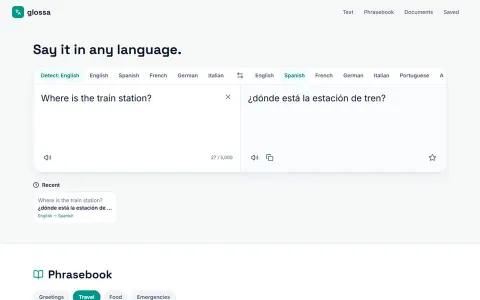 glossa
Text Phrasebook Documents Saved
Say it in any language.
Detect: English English Spanish French German Italian
English Spanish French German Italian Portuguese A
Where is the train station?
¿dónde está la estación de tren?
27 / 5,000
Recent
Where is the train station?
¿dónde está la estación de ...
English → Spanish
Phrasebook
Greetings Travel Food Emergencies